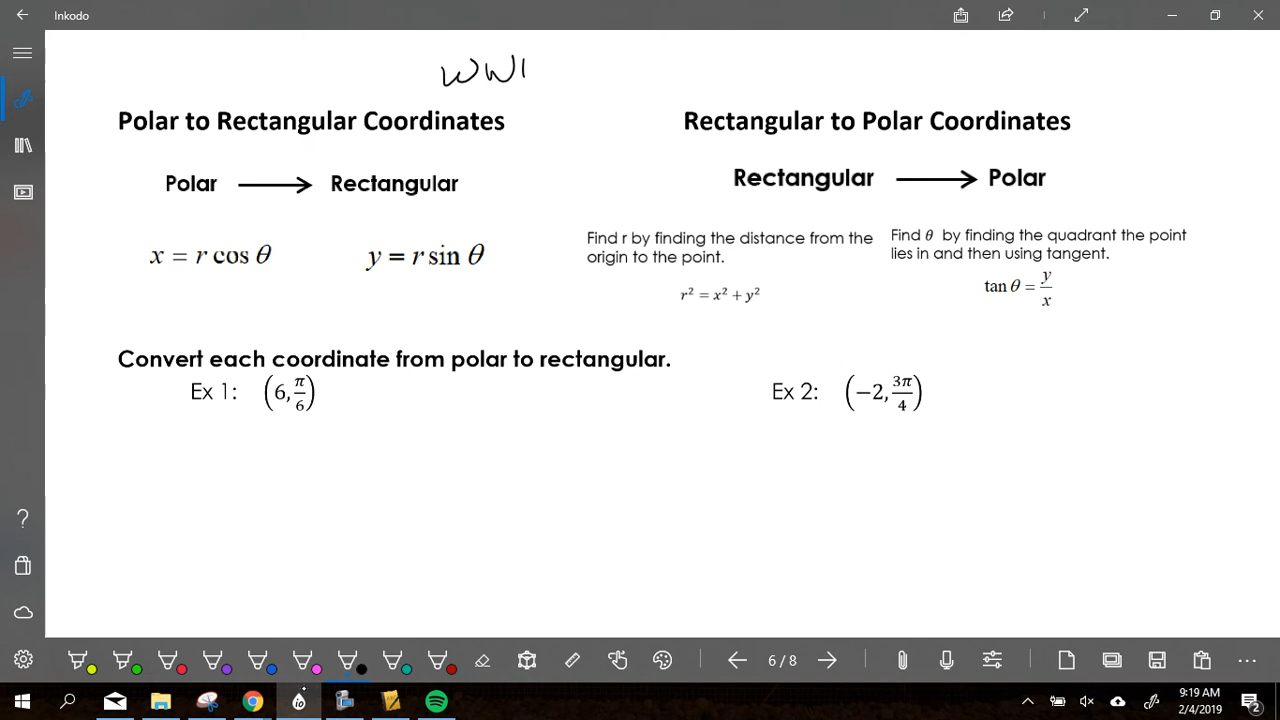 Inkodo
WWI
Polar to Rectangular Coordinates
Rectangular to Polar Coordinates
Polar → Rectangular
Rectangular → Polar
x = r cos θ
y = r sin θ
Find r by finding the distance from the
origin to the point.
r² = x² + y²
Find θ by finding the quadrant the point
lies in and then using tangent.
tan θ = y/x
Convert each coordinate from polar to rectangular.
Ex 1: (6, π/6)
Ex 2: (−2, 3π/4)
6 / 8
9:19 AM
2/4/2019
2